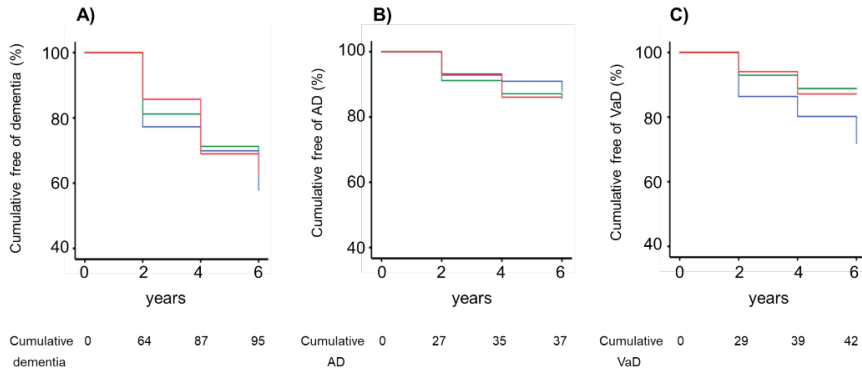 A)
Cumulative free of dementia (%)
100
80
60
40
0 2 4 6
years
Cumulative dementia 0 64 87 95
B)
Cumulative free of AD (%)
100
80
60
40
0 2 4 6
years
Cumulative AD 0 27 35 37
C)
Cumulative free of VaD (%)
100
80
60
40
0 2 4 6
years
Cumulative VaD 0 29 39 42